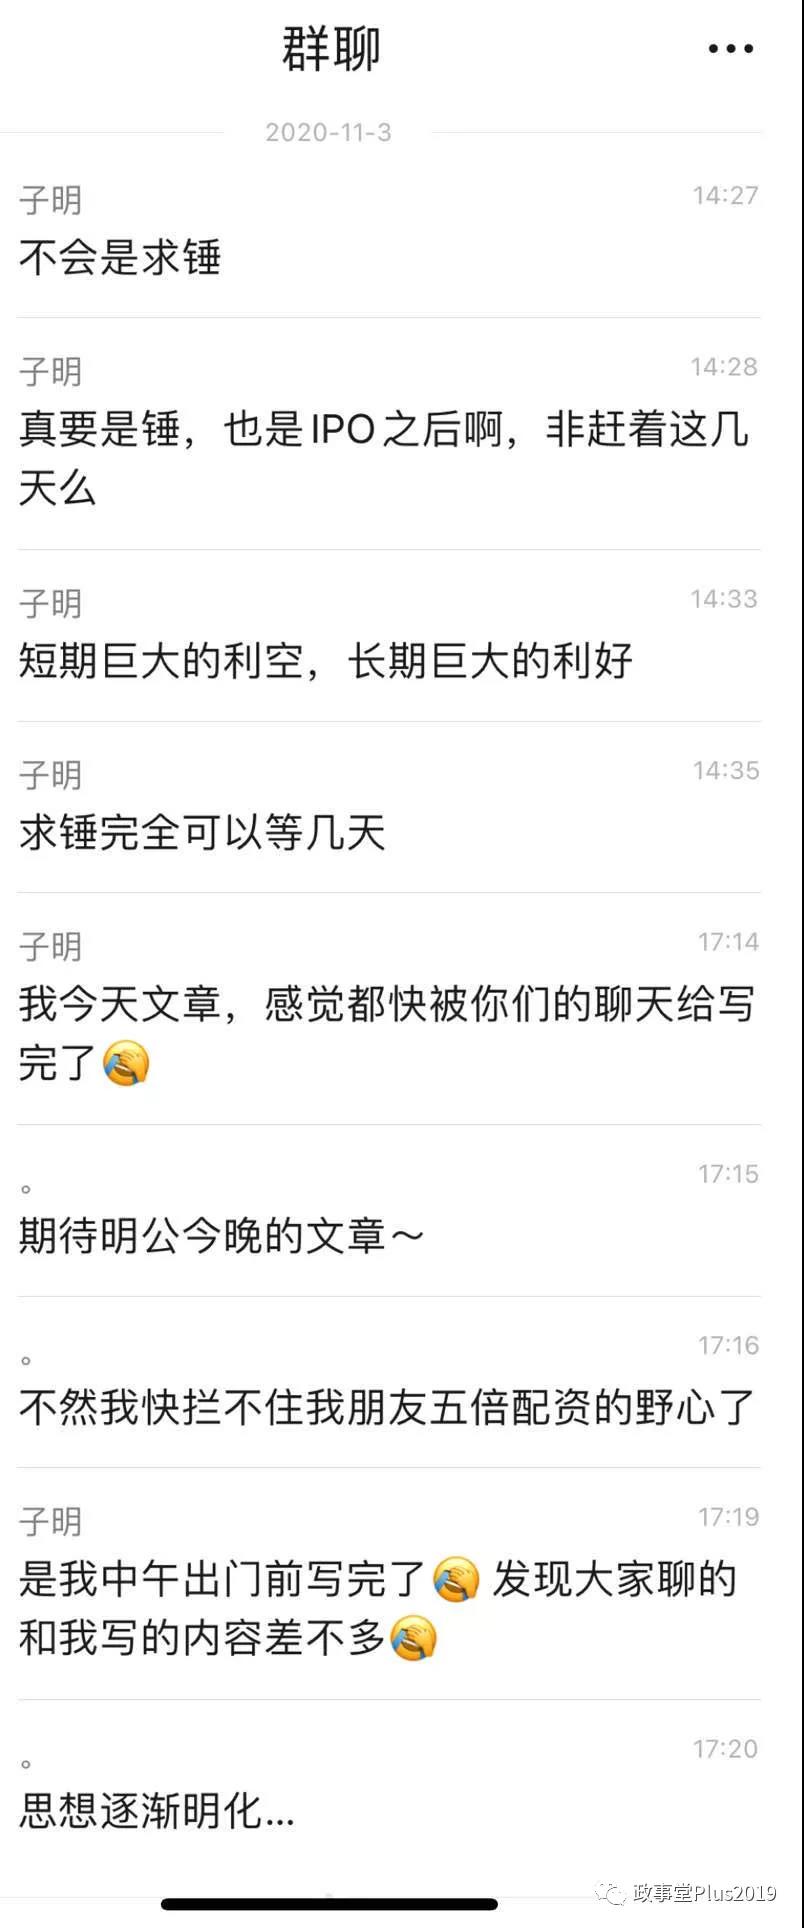 群聊
2020-11-3
子明
14:27
不会是求锤
子明
14:28
真要是锤，也是IPO之后啊，非赶着这几
天么
子明
14:33
短期巨大的利空，长期巨大的利好
子明
14:35
求锤完全可以等几天
子明
17:14
我今天文章，感觉都快被你们的聊天给写
完了🤦
。
17:15
期待明公今晚的文章～
。
17:16
不然我快拦不住我朋友五倍配资的野心了
子明
17:19
是我中午出门前写完了🤦 发现大家聊的
和我写的内容差不多🤦
。
17:20
思想逐渐明化...
政事堂Plus2019